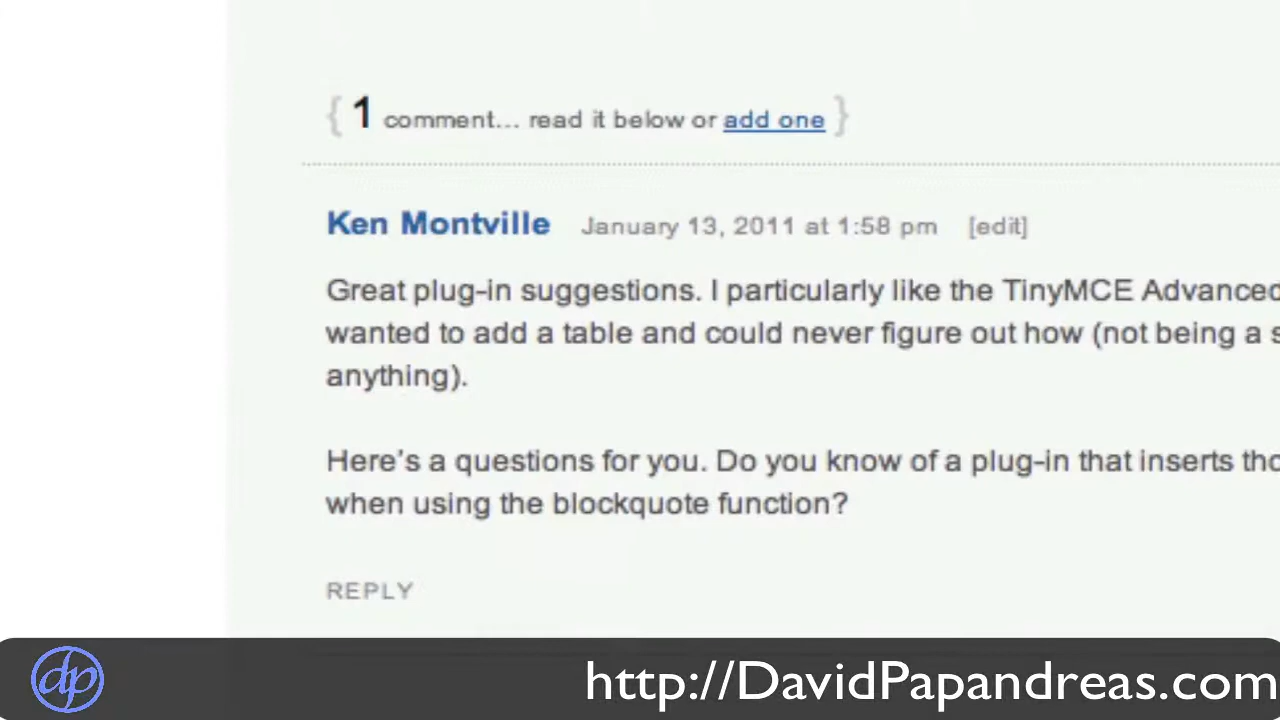 { 1 comment... read it below or add one }
Ken Montville January 13, 2011 at 1:58 pm [edit]
Great plug-in suggestions. I particularly like the TinyMCE Advanced
wanted to add a table and could never figure out how (not being a
anything).
Here's a questions for you. Do you know of a plug-in that inserts
when using the blockquote function?
REPLY
dp http://DavidPapandreas.com